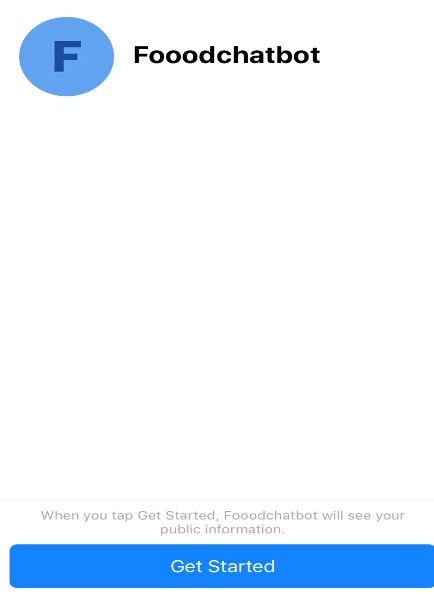 F
Fooodchatbot
When you tap Get Started, Fooodchatbot will see your
public information.
Get Started